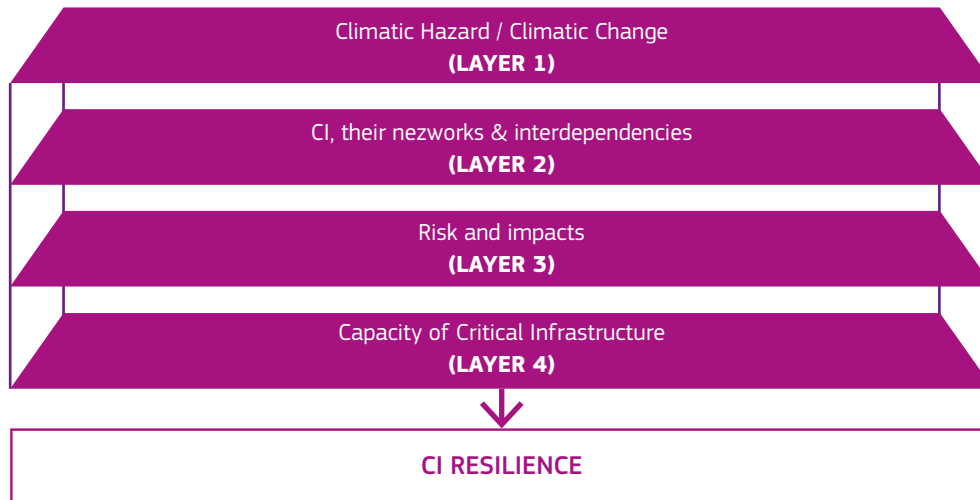 Climatic Hazard / Climatic Change
(LAYER 1)
CI, their nezworks & interdependencies
(LAYER 2)
Risk and impacts
(LAYER 3)
Capacity of Critical Infrastructure
(LAYER 4)
CI RESILIENCE